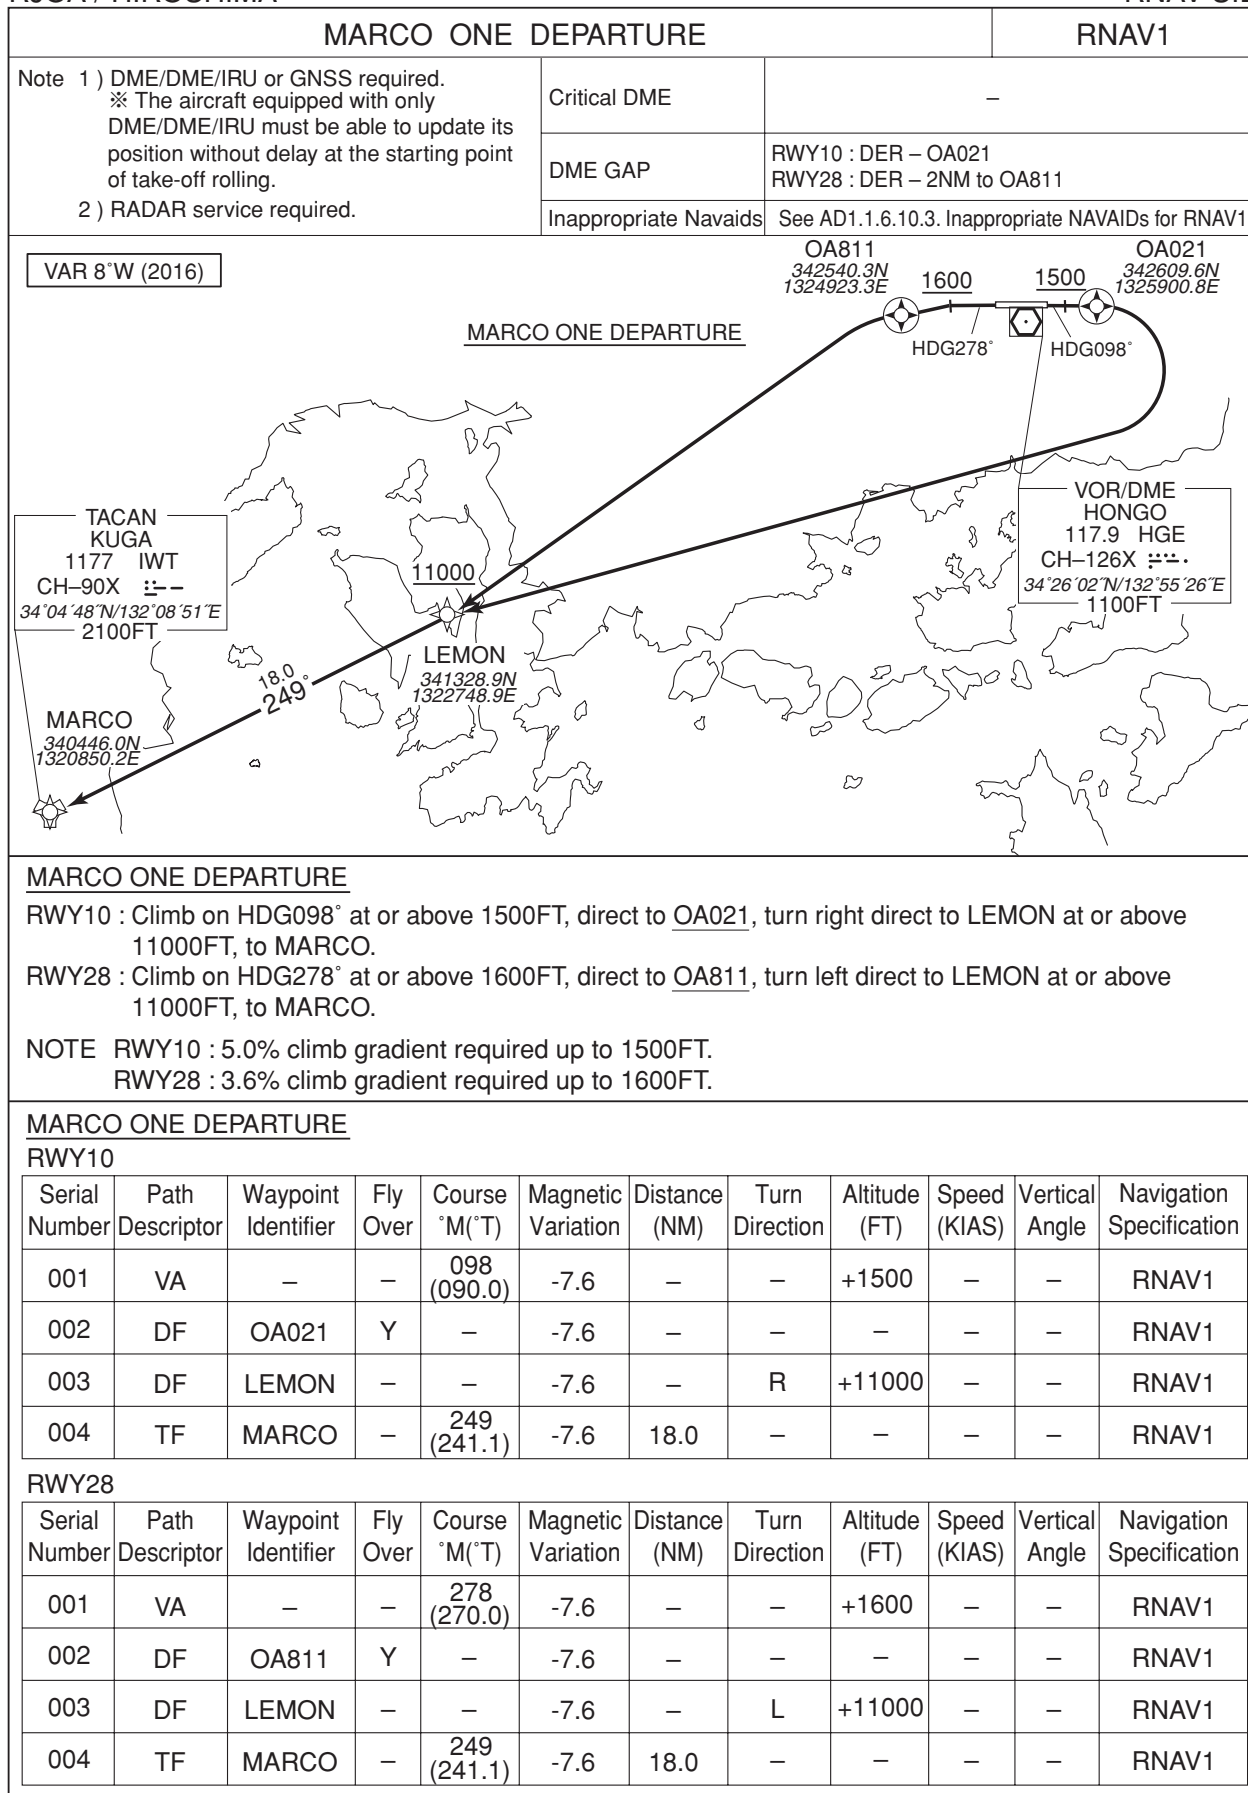 MARCO ONE DEPARTURE
RNAV1
Note 1 ) DME/DME/IRU or GNSS required.
※ The aircraft equipped with only
DME/DME/IRU must be able to update its
position without delay at the starting point
of take-off rolling.
2 ) RADAR service required.
Critical DME –
DME GAP
RWY10 : DER – OA021
RWY28 : DER – 2NM to OA811
Inappropriate Navaids See AD1.1.6.10.3. Inappropriate NAVAIDs for RNAV1
VAR 8˚W (2016)
MARCO ONE DEPARTURE
OA811
342540.3N
1324923.3E
1600
1500
OA021
342609.6N
1325900.8E
HDG278˚
HDG098˚
TACAN
KUGA
1177 IWT
CH–90X
34˚04´48˝N/132˚08´51˝E
2100FT
VOR/DME
HONGO
117.9 HGE
CH–126X
34˚26´02˝N/132˚55´26˝E
1100FT
11000
LEMON
341328.9N
1322748.9E
18.0
249˚
MARCO
340446.0N
1320850.2E
MARCO ONE DEPARTURE
RWY10 : Climb on HDG098˚ at or above 1500FT, direct to OA021, turn right direct to LEMON at or above
11000FT, to MARCO.
RWY28 : Climb on HDG278˚ at or above 1600FT, direct to OA811, turn left direct to LEMON at or above
11000FT, to MARCO.
NOTE RWY10 : 5.0% climb gradient required up to 1500FT.
RWY28 : 3.6% climb gradient required up to 1600FT.
MARCO ONE DEPARTURE
RWY10
Serial Path Waypoint Fly Course Magnetic Distance Turn Altitude Speed Vertical Navigation
Number Descriptor Identifier Over ˚M(˚T) Variation (NM) Direction (FT) (KIAS) Angle Specification
001 VA – – 098 (090.0) -7.6 – – +1500 – – RNAV1
002 DF OA021 Y – -7.6 – – – – – RNAV1
003 DF LEMON – – -7.6 – R +11000 – – RNAV1
004 TF MARCO – 249 (241.1) -7.6 18.0 – – – – RNAV1
RWY28
Serial Path Waypoint Fly Course Magnetic Distance Turn Altitude Speed Vertical Navigation
Number Descriptor Identifier Over ˚M(˚T) Variation (NM) Direction (FT) (KIAS) Angle Specification
001 VA – – 278 (270.0) -7.6 – – +1600 – – RNAV1
002 DF OA811 Y – -7.6 – – – – – RNAV1
003 DF LEMON – – -7.6 – L +11000 – – RNAV1
004 TF MARCO – 249 (241.1) -7.6 18.0 – – – – RNAV1